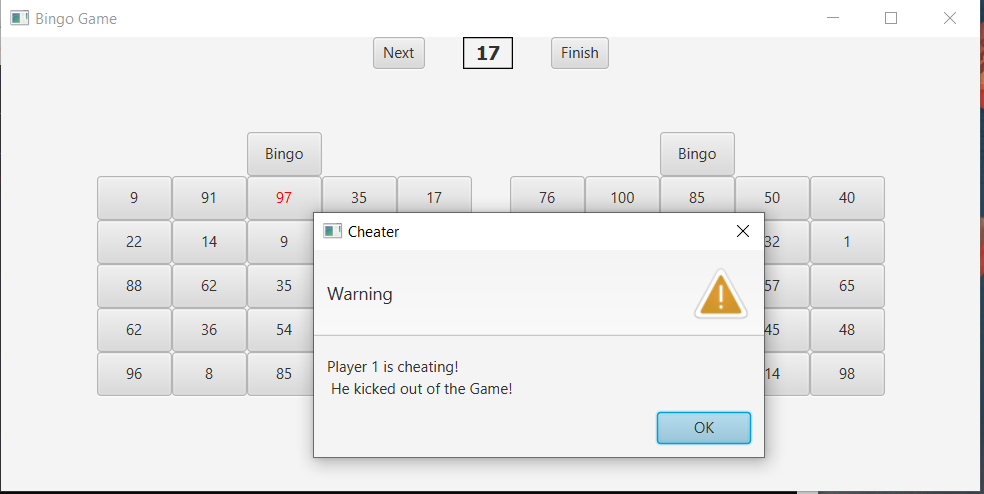 Bingo Game
Next 17 Finish
Bingo Bingo
9 91 97 35 17 76 100 85 50 40
Cheater
22 14 9 32 1
88 62 35 57 65
Warning
62 36 54 45 48
96 8 85 14 98
Player 1 is cheating!
He kicked out of the Game!
OK